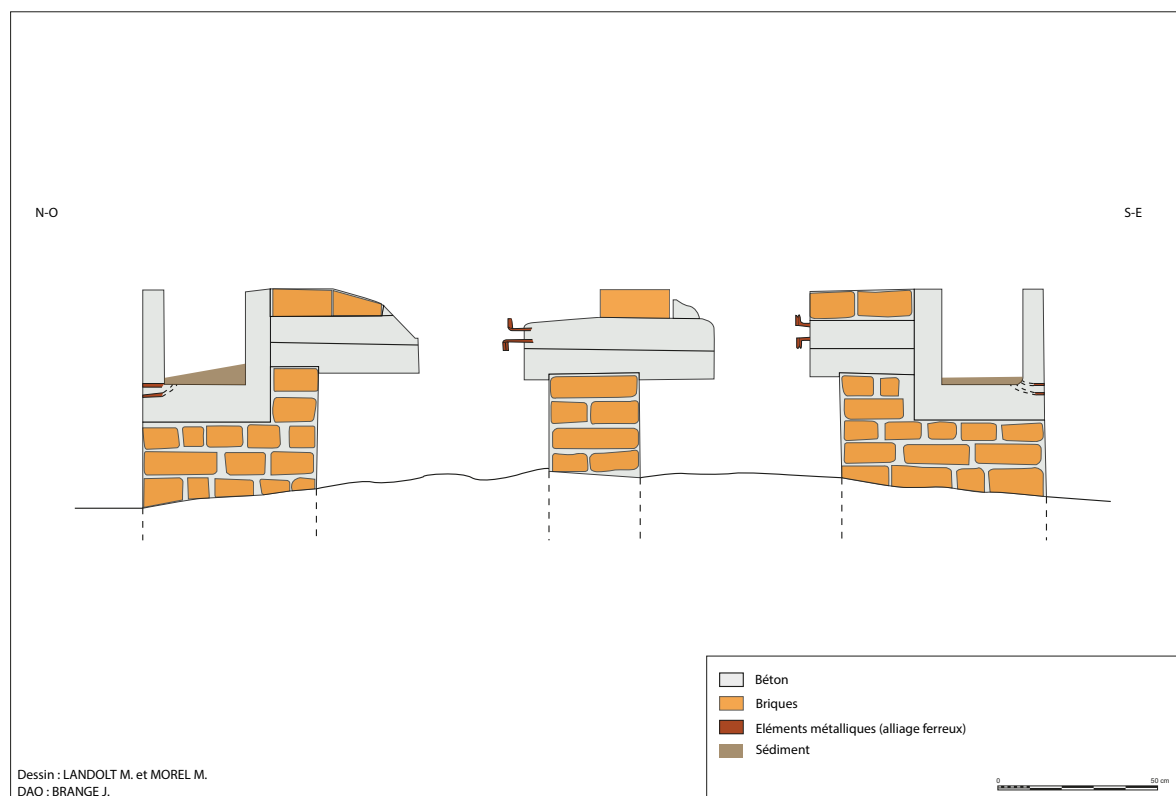 N-O
S-E
Béton
Briques
Eléments métalliques (alliage ferreux)
Sédiment
Dessin : LANDOLT M. et MOREL M.
DAO : BRANGE J.
0
50 cm